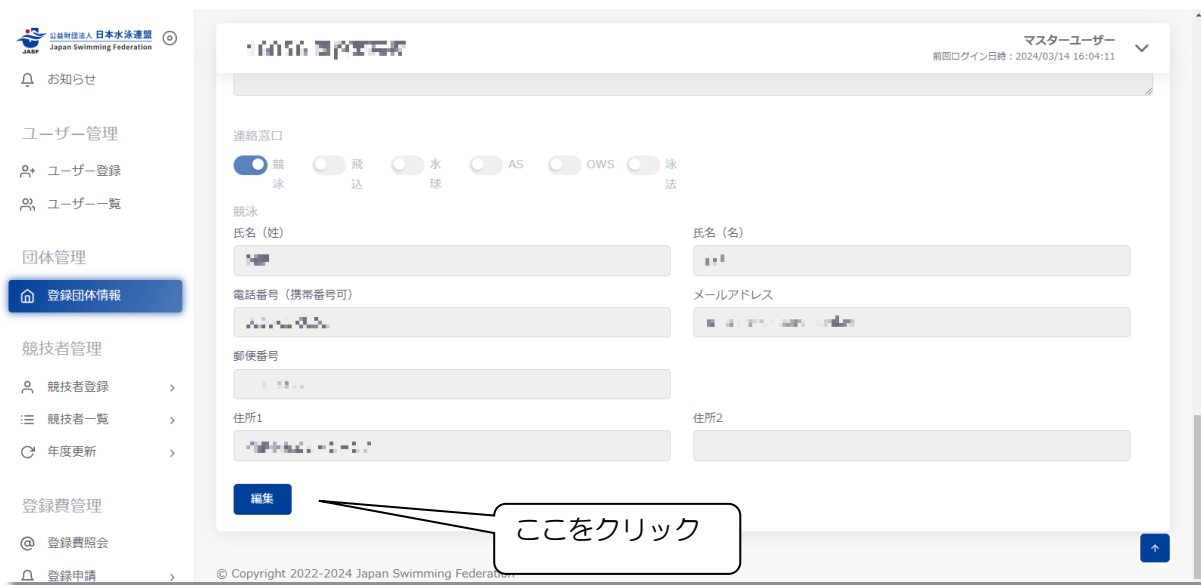 公益財団法人 日本水泳連盟
Japan Swimming Federation
JASF
お知らせ
ユーザー管理
ユーザー登録
ユーザー一覧
団体管理
登録団体情報
競技者管理
競技者登録
競技者一覧
年度更新
登録費管理
登録費照会
登録申請
マスターユーザー
前回ログイン日時:2024/03/14 16:04:11
連絡窓口
競泳
飛込
水球
AS
OWS
泳法
競泳
氏名(姓)
氏名(名)
電話番号(携帯番号可)
メールアドレス
郵便番号
住所1
住所2
編集
ここをクリック
© Copyright 2022-2024 Japan Swimming Federation